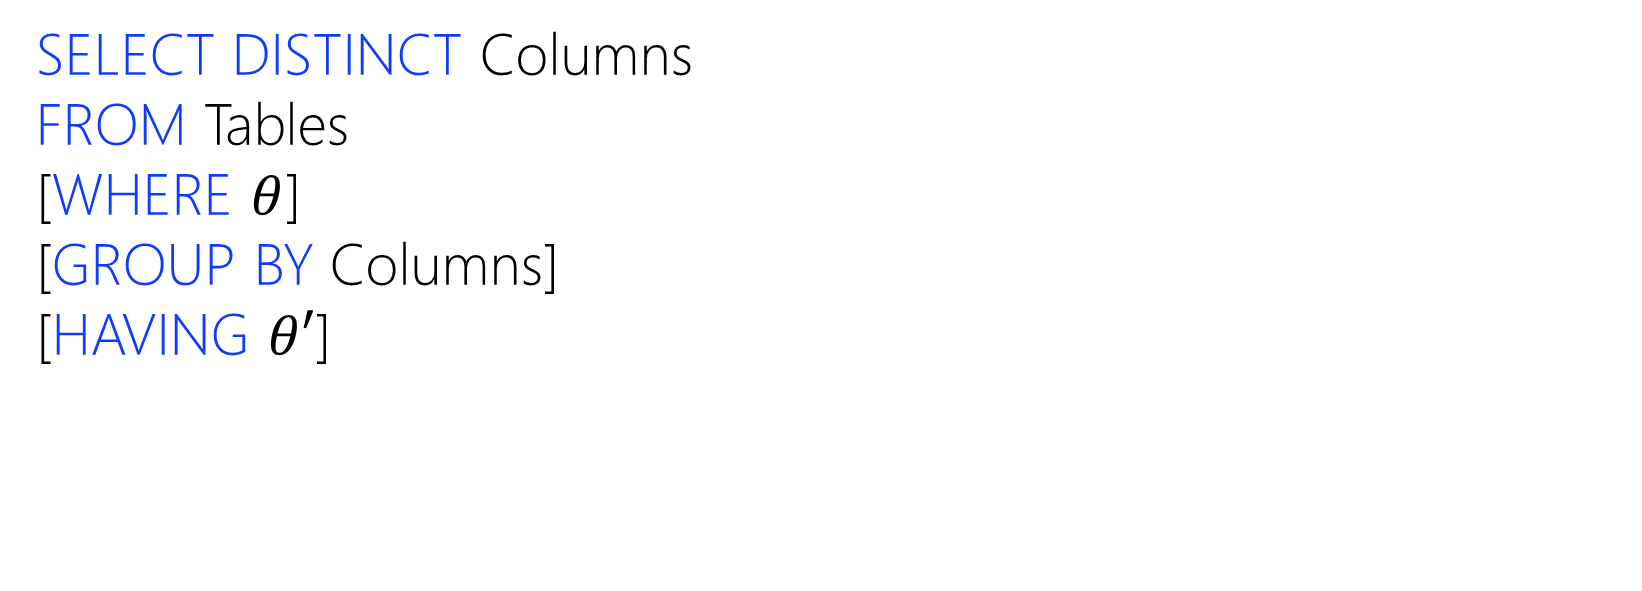 SELECT DISTINCT Columns
FROM Tables
[WHERE θ]
[GROUP BY Columns]
[HAVING θ′]